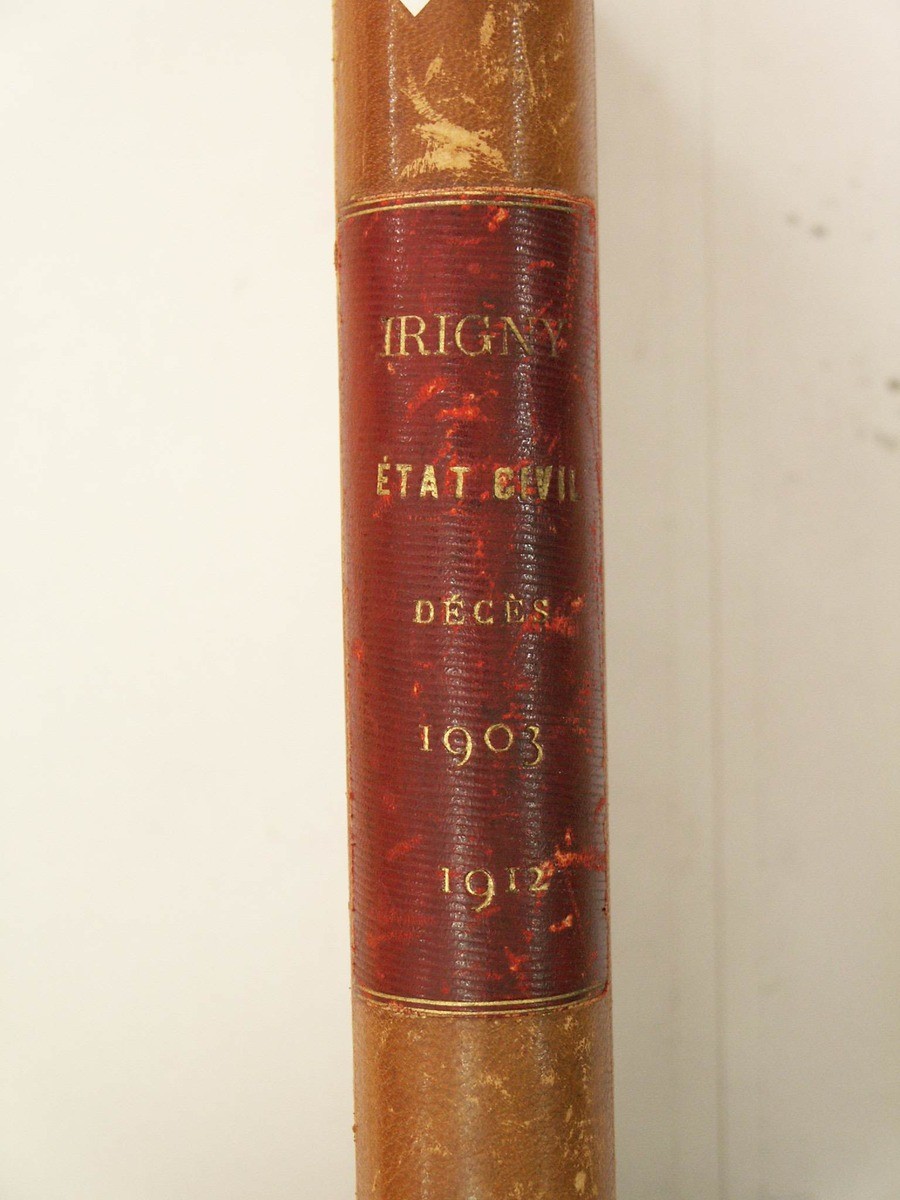 IRIGNY
ÉTAT CIVIL
DÉCÈS
1903
1912